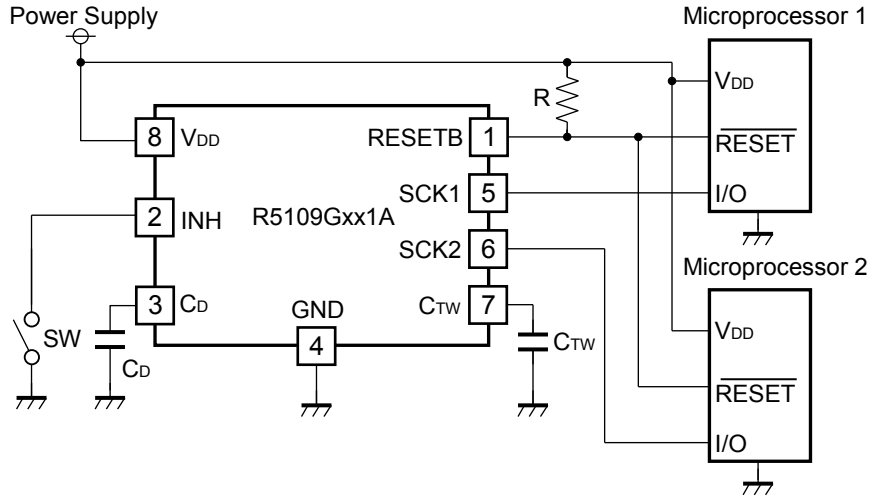 Power Supply
Microprocessor 1
R
VDD
RESET
I/O
8
VDD
RESETB
1
SCK1
5
2
INH
R5109Gxx1A
SCK2
6
Microprocessor 2
3
CD
GND
4
CTW
7
SW
CD
CTW
VDD
RESET
I/O